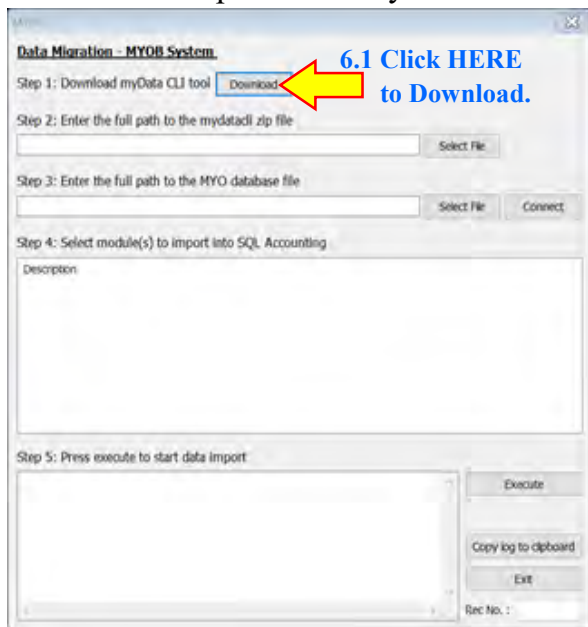 Data Migration - MYOB System
6.1 Click HERE
to Download.
Step 1: Download myData CLI tool
Download
Step 2: Enter the full path to the mydatacli zip file
Select File
Step 3: Enter the full path to the MYO database file
Select File
Connect
Step 4: Select module(s) to import into SQL Accounting
Description
Step 5: Press execute to start data import
Execute
Copy log to clipboard
Exit
Rec No. :